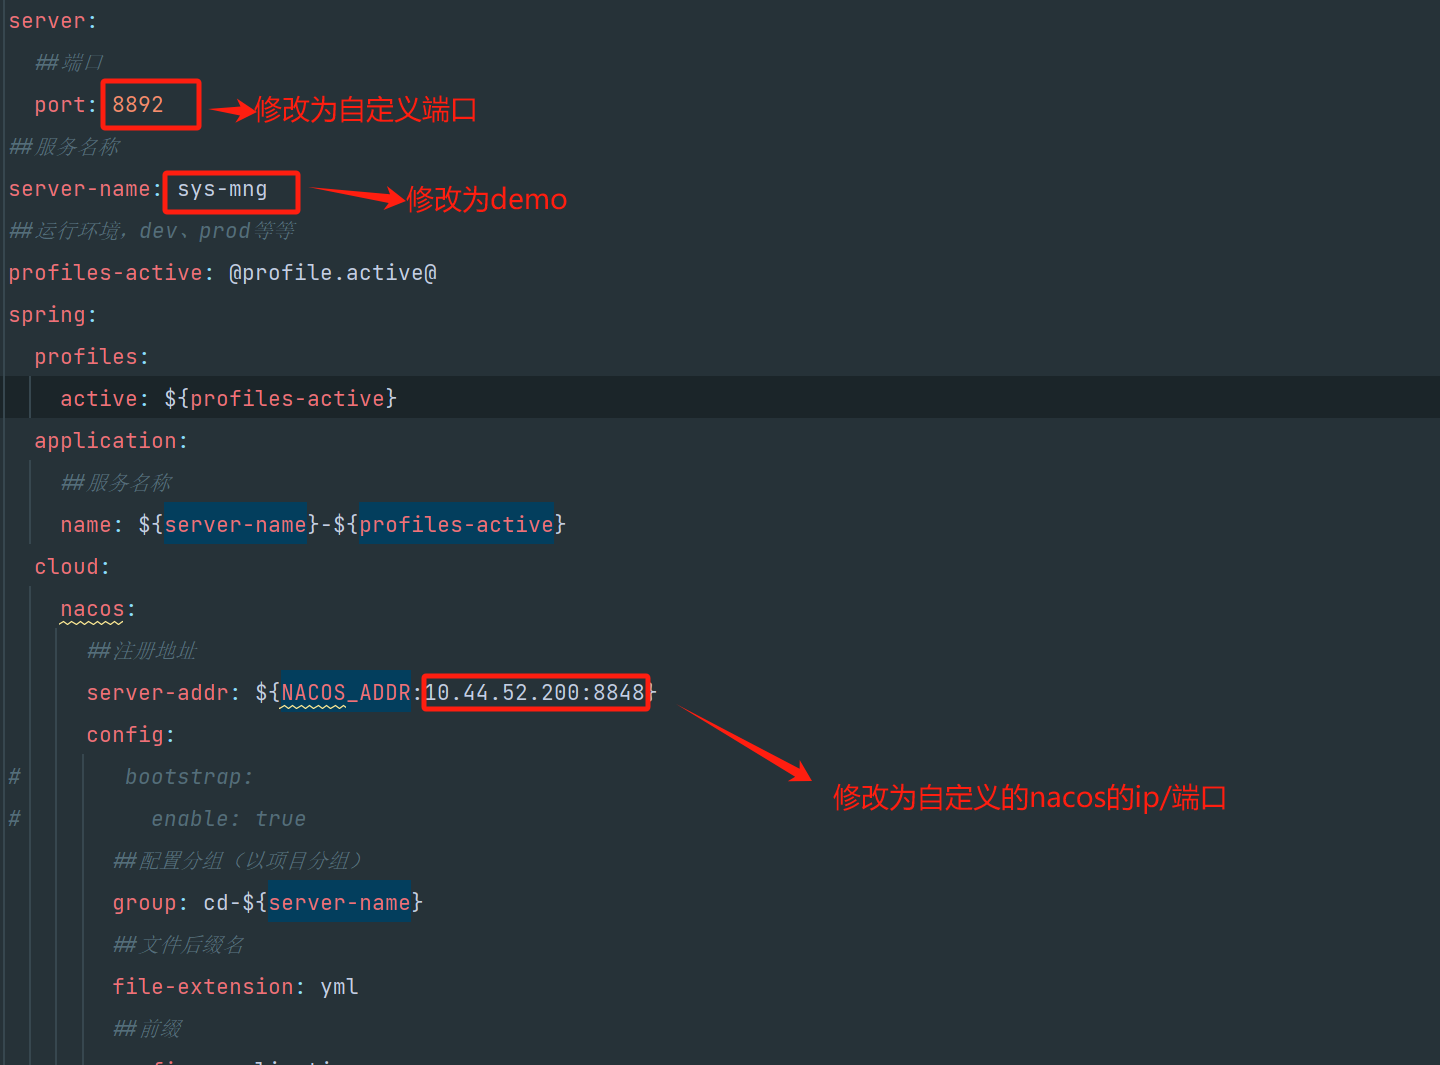 server:
##端口
port: 8892
修改为自定义端口
##服务名称
server-name: sys-mng
修改为demo
##运行环境，dev、prod等等
profiles-active: @profile.active@
spring:
profiles:
active: ${profiles-active}
application:
##服务名称
name: ${server-name}-${profiles-active}
cloud:
nacos:
##注册地址
server-addr: ${NACOS_ADDR:10.44.52.200:8848}
config:
# bootstrap:
# enable: true
修改为自定义的nacos的ip/端口
##配置分组（以项目分组）
group: cd-${server-name}
##文件后缀名
file-extension: yml
##前缀